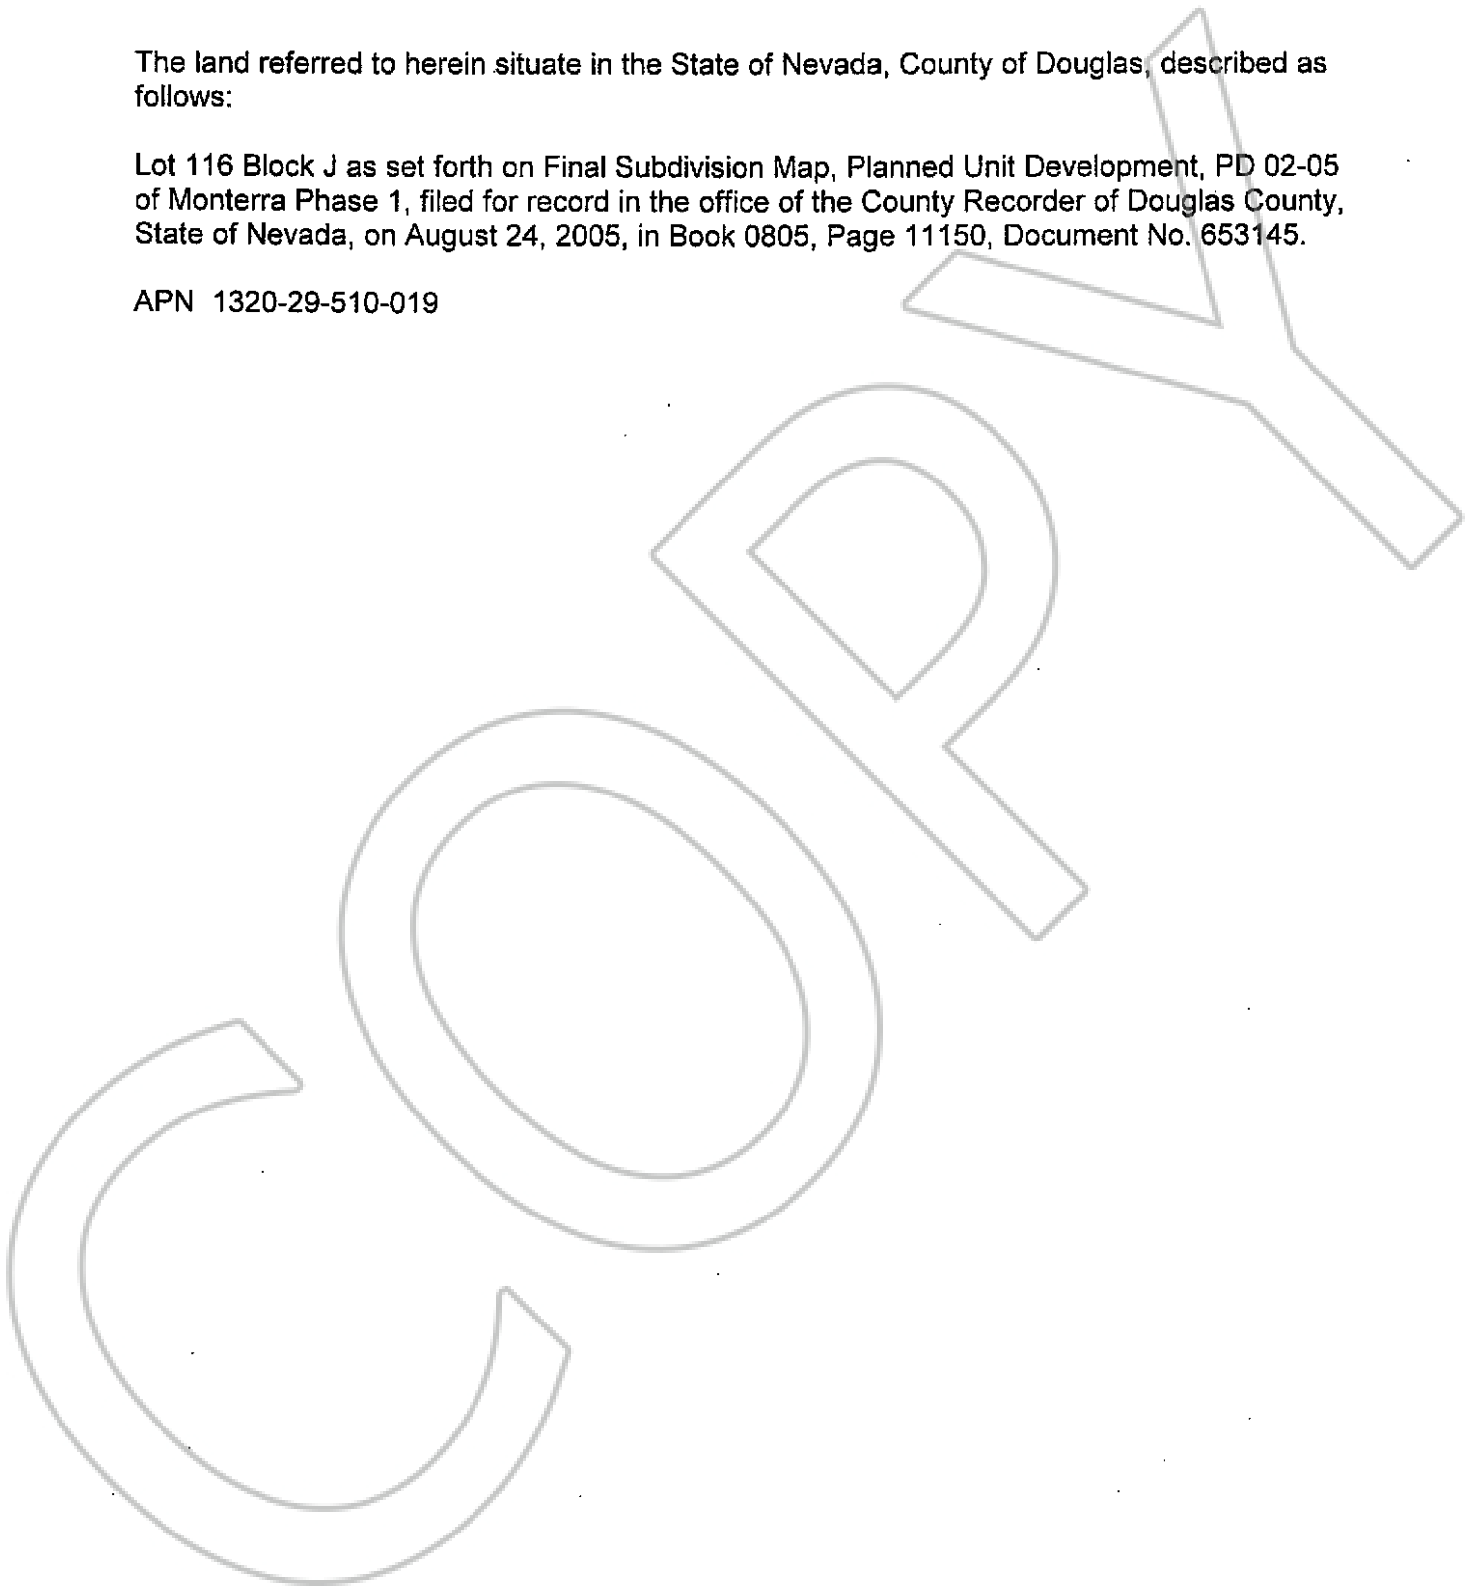 The land referred to herein situate in the State of Nevada, County of Douglas, described as
follows:
Lot 116 Block J as set forth on Final Subdivision Map, Planned Unit Development, PD 02-05
of Monterra Phase 1, filed for record in the office of the County Recorder of Douglas County,
State of Nevada, on August 24, 2005, in Book 0805, Page 11150, Document No. 653145.
APN 1320-29-510-019
COPY